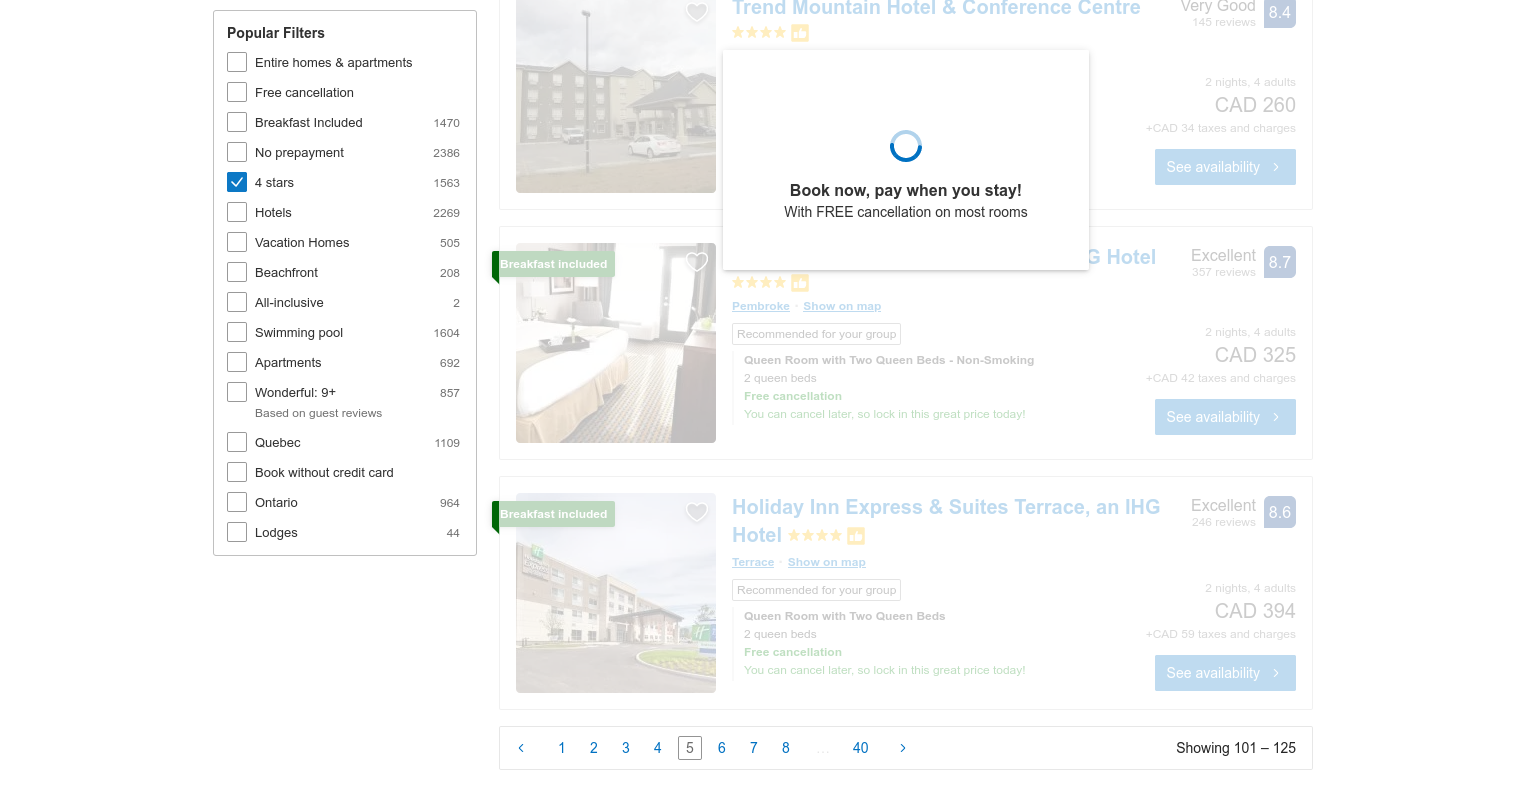 Popular Filters
Entire homes & apartments
Free cancellation
Breakfast Included 1470
No prepayment 2386
4 stars 1563
Hotels 2269
Vacation Homes 505
Beachfront 208
All-inclusive 2
Swimming pool 1604
Apartments 692
Wonderful: 9+ 857
Based on guest reviews
Quebec 1109
Book without credit card
Ontario 964
Lodges 44
Trend Mountain Hotel & Conference Centre
Very Good
145 reviews
8.4
2 nights, 4 adults
CAD 260
+CAD 34 taxes and charges
See availability
Book now, pay when you stay!
With FREE cancellation on most rooms
Breakfast included
G Hotel
Excellent
357 reviews
8.7
Pembroke · Show on map
Recommended for your group
Queen Room with Two Queen Beds - Non-Smoking
2 queen beds
Free cancellation
You can cancel later, so lock in this great price today!
2 nights, 4 adults
CAD 325
+CAD 42 taxes and charges
See availability
Breakfast included
Holiday Inn Express & Suites Terrace, an IHG
Hotel
Excellent
246 reviews
8.6
Terrace · Show on map
Recommended for your group
Queen Room with Two Queen Beds
2 queen beds
Free cancellation
You can cancel later, so lock in this great price today!
2 nights, 4 adults
CAD 394
+CAD 59 taxes and charges
See availability
1 2 3 4 5 6 7 8 … 40
Showing 101 – 125